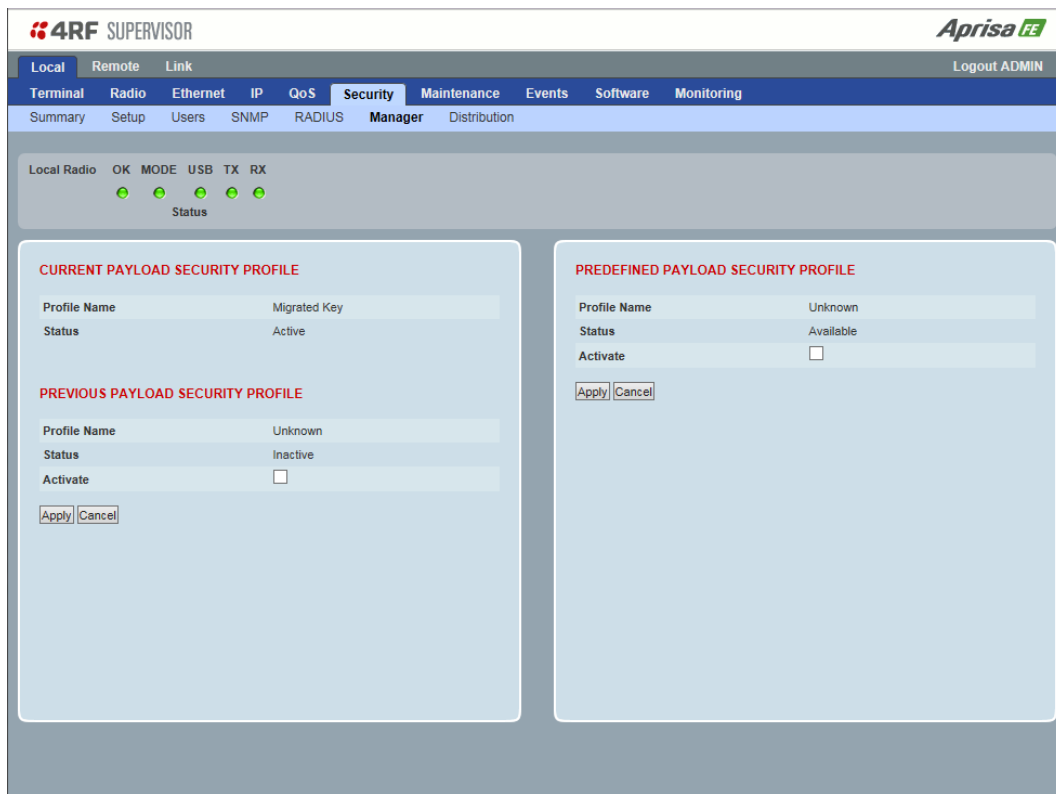 4RF SUPERVISOR
Aprisa FE
Local Remote Link Logout ADMIN
Terminal Radio Ethernet IP QoS Security Maintenance Events Software Monitoring
Summary Setup Users SNMP RADIUS Manager Distribution
Local Radio OK MODE USB TX RX
Status
CURRENT PAYLOAD SECURITY PROFILE
Profile Name Migrated Key
Status Active
PREVIOUS PAYLOAD SECURITY PROFILE
Profile Name Unknown
Status Inactive
Activate
Apply Cancel
PREDEFINED PAYLOAD SECURITY PROFILE
Profile Name Unknown
Status Available
Activate
Apply Cancel